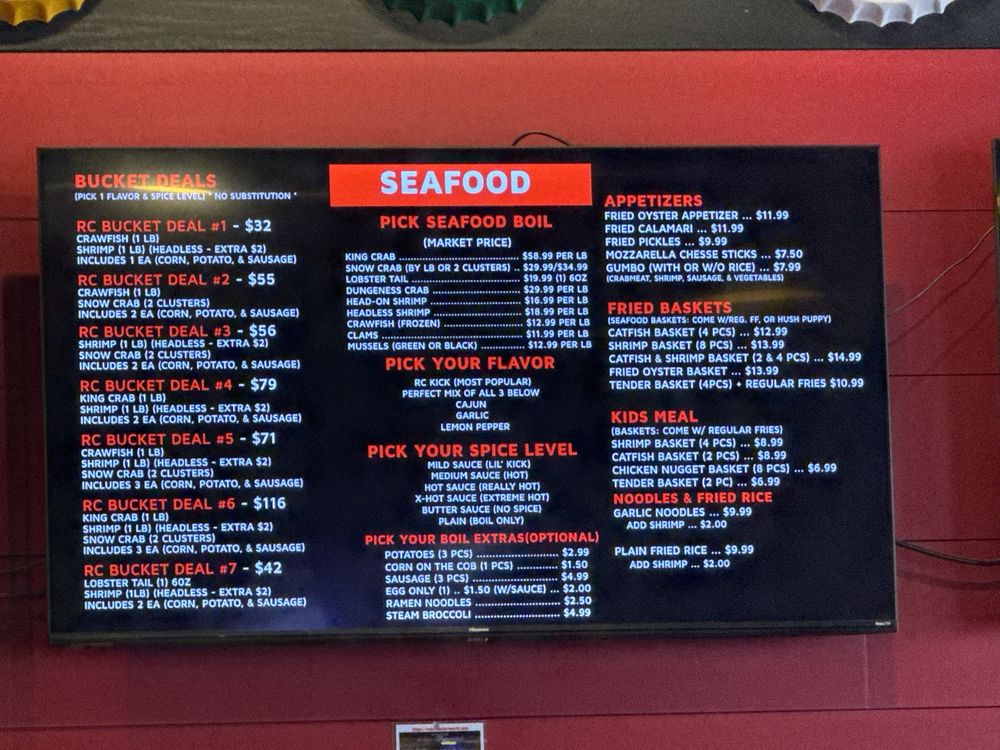 BUCKET DEALS
(PICK 1 FLAVOR & SPICE LEVEL) * NO SUBSTITUTION *
RC BUCKET DEAL #1 - $32
CRAWFISH (1 LB)
SHRIMP (1 LB) (HEADLESS - EXTRA $2)
INCLUDES 1 EA (CORN, POTATO, & SAUSAGE)
RC BUCKET DEAL #2 - $55
CRAWFISH (1 LB)
SNOW CRAB (2 CLUSTERS)
INCLUDES 2 EA (CORN, POTATO, & SAUSAGE)
RC BUCKET DEAL #3 - $56
SHRIMP (1 LB) (HEADLESS - EXTRA $2)
SNOW CRAB (2 CLUSTERS)
INCLUDES 2 EA (CORN, POTATO, & SAUSAGE)
RC BUCKET DEAL #4 - $79
KING CRAB (1 LB)
SHRIMP (1 LB) (HEADLESS - EXTRA $2)
INCLUDES 2 EA (CORN, POTATO, & SAUSAGE)
RC BUCKET DEAL #5 - $71
CRAWFISH (1 LB)
SHRIMP (1 LB) (HEADLESS - EXTRA $2)
SNOW CRAB (2 CLUSTERS)
INCLUDES 3 EA (CORN, POTATO, & SAUSAGE)
RC BUCKET DEAL #6 - $116
KING CRAB (1 LB)
SHRIMP (1 LB) (HEADLESS - EXTRA $2)
SNOW CRAB (2 CLUSTERS)
INCLUDES 3 EA (CORN, POTATO, & SAUSAGE)
RC BUCKET DEAL #7 - $42
LOBSTER TAIL (1) 6OZ
SHRIMP (1LB) (HEADLESS - EXTRA $2)
INCLUDES 2 EA (CORN, POTATO, & SAUSAGE)
SEAFOOD
PICK SEAFOOD BOIL
(MARKET PRICE)
KING CRAB ........ $58.99 PER LB
SNOW CRAB (BY LB OR 2 CLUSTERS) .. $29.99/$34.99
LOBSTER TAIL ........ $19.99 (1) 6OZ
DUNGENESS CRAB ........ $29.99 PER LB
HEAD-ON SHRIMP ........ $16.99 PER LB
HEADLESS SHRIMP ........ $18.99 PER LB
CRAWFISH (FROZEN) ........ $12.99 PER LB
CLAMS ........ $11.99 PER LB
MUSSELS (GREEN OR BLACK) ........ $12.99 PER LB
PICK YOUR FLAVOR
RC KICK (MOST POPULAR)
PERFECT MIX OF ALL 3 BELOW
CAJUN
GARLIC
LEMON PEPPER
PICK YOUR SPICE LEVEL
MILD SAUCE (LIL' KICK)
MEDIUM SAUCE (HOT)
HOT SAUCE (REALLY HOT)
X-HOT SAUCE (EXTREME HOT)
BUTTER SAUCE (NO SPICE)
PLAIN (BOIL ONLY)
PICK YOUR BOIL EXTRAS(OPTIONAL)
POTATOES (3 PCS) ........ $2.99
CORN ON THE COB (1 PCS) ........ $1.50
SAUSAGE (3 PCS) ........ $4.99
EGG ONLY (1) .. $1.50 (W/SAUCE) ... $2.00
RAMEN NOODLES ........ $2.50
STEAM BROCCOLI ........ $4.99
APPETIZERS
FRIED OYSTER APPETIZER ... $11.99
FRIED CALAMARI ... $11.99
FRIED PICKLES ... $9.99
MOZZARELLA CHESSE STICKS ... $7.50
GUMBO (WITH OR W/O RICE) ... $7.99
(CRABMEAT, SHRIMP, SAUSAGE, & VEGETABLES)
FRIED BASKETS
(SEAFOOD BASKETS: COME W/REG. FF, OR HUSH PUPPY)
CATFISH BASKET (4 PCS) ... $12.99
SHRIMP BASKET (8 PCS) ... $13.99
CATFISH & SHRIMP BASKET (2 & 4 PCS) ... $14.99
FRIED OYSTER BASKET ... $13.99
TENDER BASKET (4PCS) + REGULAR FRIES $10.99
KIDS MEAL
(BASKETS: COME W/ REGULAR FRIES)
SHRIMP BASKET (4 PCS) ... $8.99
CATFISH BASKET (2 PCS) ... $8.99
CHICKEN NUGGET BASKET (8 PCS) ... $6.99
TENDER BASKET (2 PC) ... $6.99
NOODLES & FRIED RICE
GARLIC NOODLES ... $9.99
ADD SHRIMP ... $2.00
PLAIN FRIED RICE ... $9.99
ADD SHRIMP ... $2.00
Hisense
Roku TV